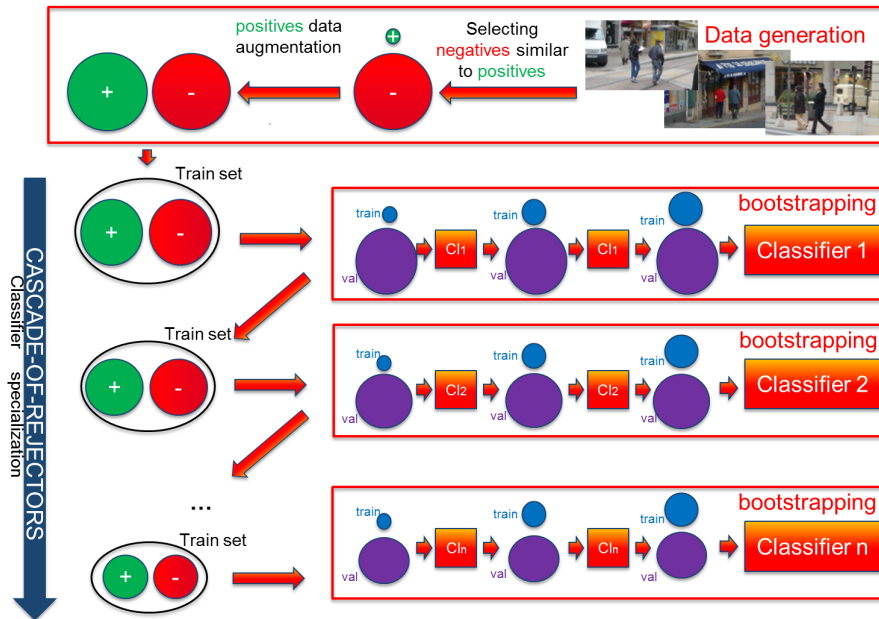 positives data
augmentation
+
Selecting
negatives similar
to positives
Data generation
+
-
-
Train set
+
-
train
val
Cl1
train
val
Cl1
train
val
bootstrapping
Classifier 1
CASCADE-OF-REJECTORS
Classifier specialization
Train set
+
-
train
val
Cl2
train
val
Cl2
train
val
bootstrapping
Classifier 2
...
Train set
+
-
train
val
Cln
train
val
Cln
train
val
bootstrapping
Classifier n